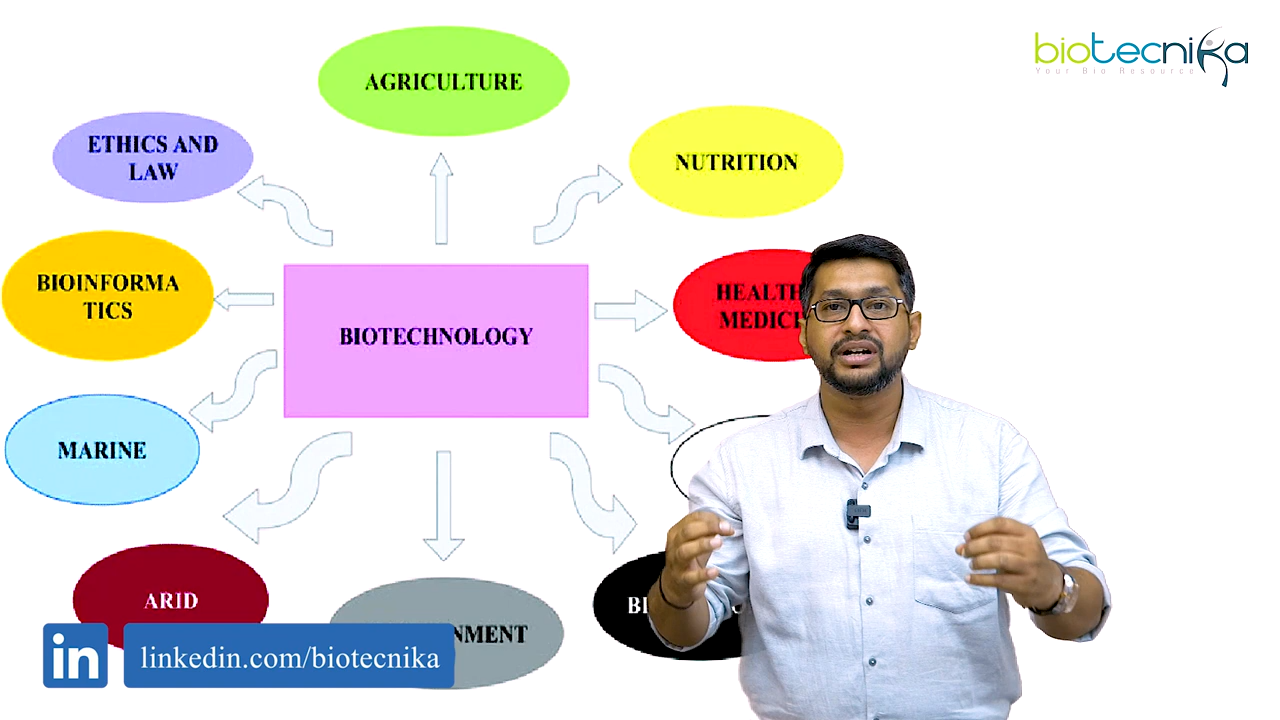 biotecnika
Your Bio Resource
AGRICULTURE
ETHICS AND
LAW
NUTRITION
BIOINFORMA
TICS
BIOTECHNOLOGY
MARINE
ARID
linkedin.com/biotecnika